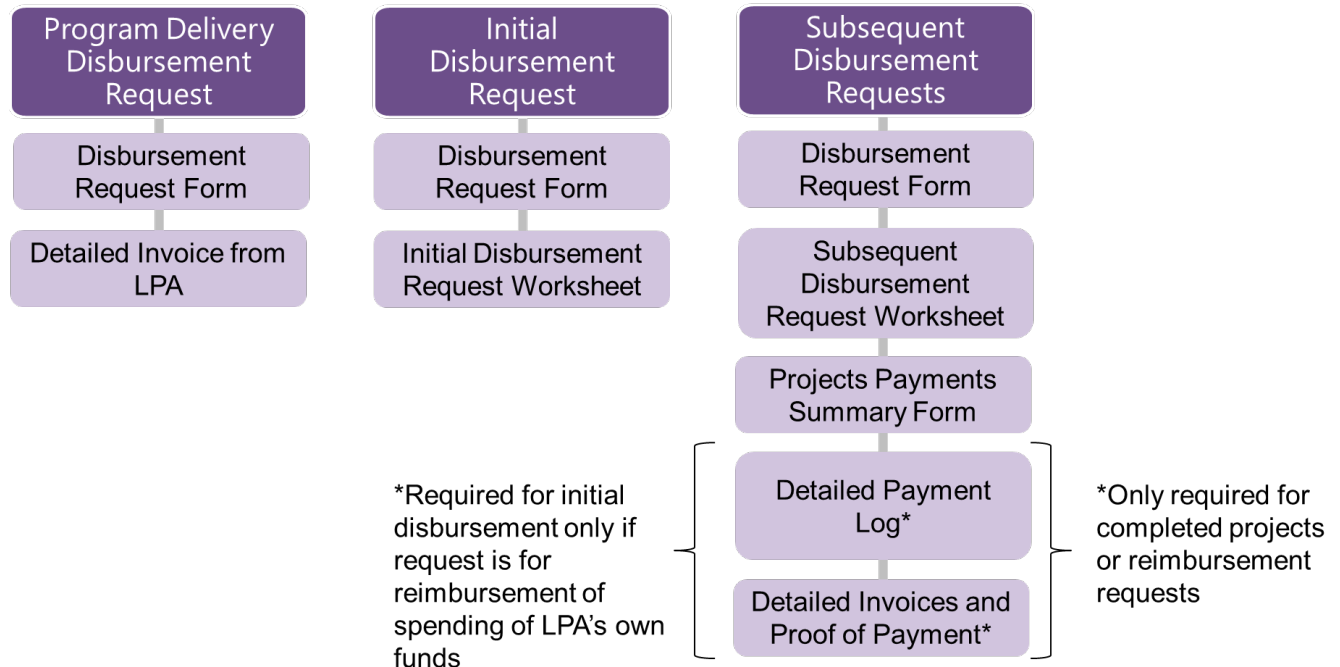 Program Delivery
Disbursement
Request
Disbursement
Request Form
Detailed Invoice from
LPA
Initial
Disbursement
Request
Disbursement
Request Form
Initial Disbursement
Request Worksheet
Subsequent
Disbursement
Requests
Disbursement
Request Form
Subsequent
Disbursement
Request Worksheet
Projects Payments
Summary Form
Detailed Payment
Log*
Detailed Invoices and
Proof of Payment*
*Required for initial
disbursement only if
request is for
reimbursement of
spending of LPA’s own
funds
*Only required for
completed projects
or reimbursement
requests